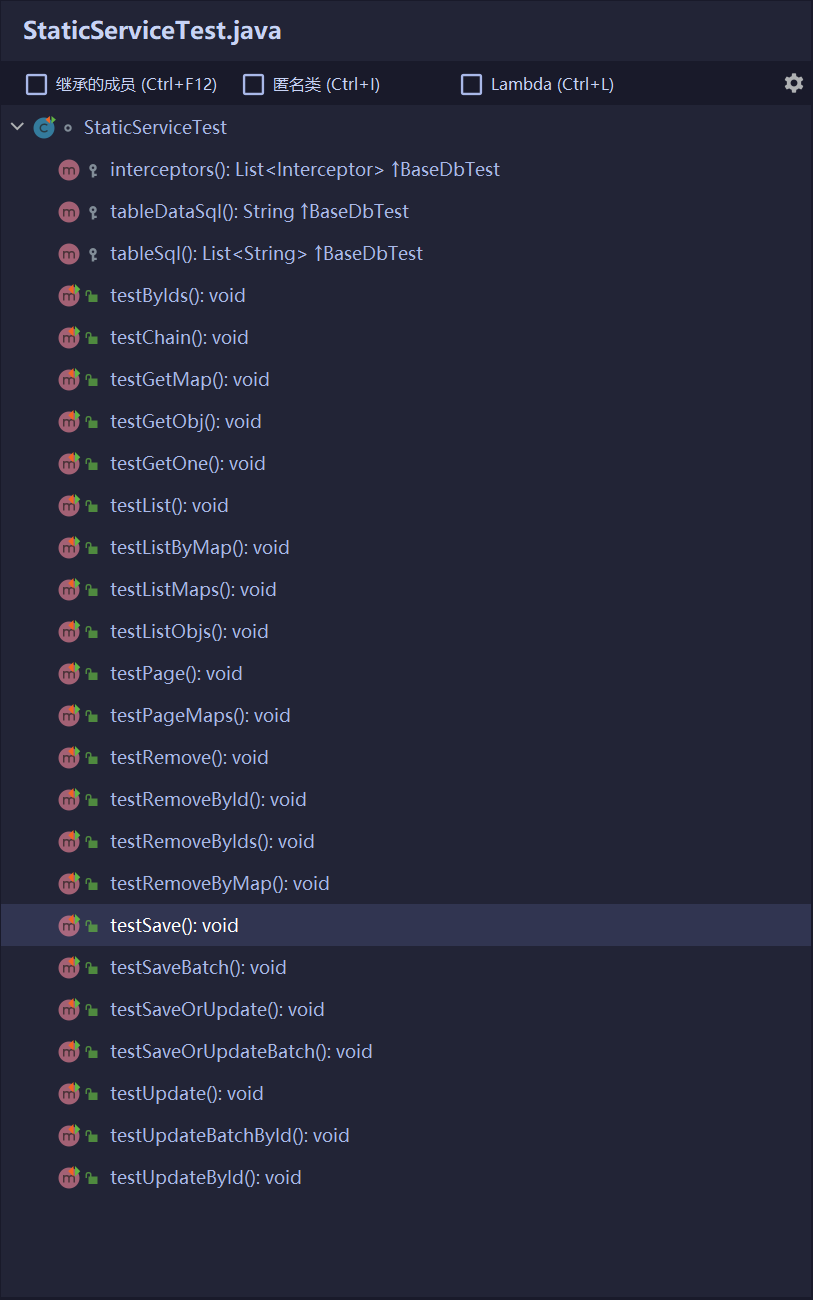 StaticServiceTest.java
继承的成员 (Ctrl+F12) 匿名类 (Ctrl+I) Lambda (Ctrl+L)
StaticServiceTest
interceptors(): List<Interceptor> ↑BaseDbTest
tableDataSql(): String ↑BaseDbTest
tableSql(): List<String> ↑BaseDbTest
testByIds(): void
testChain(): void
testGetMap(): void
testGetObj(): void
testGetOne(): void
testList(): void
testListByMap(): void
testListMaps(): void
testListObjs(): void
testPage(): void
testPageMaps(): void
testRemove(): void
testRemoveById(): void
testRemoveByIds(): void
testRemoveByMap(): void
testSave(): void
testSaveBatch(): void
testSaveOrUpdate(): void
testSaveOrUpdateBatch(): void
testUpdate(): void
testUpdateBatchById(): void
testUpdateById(): void